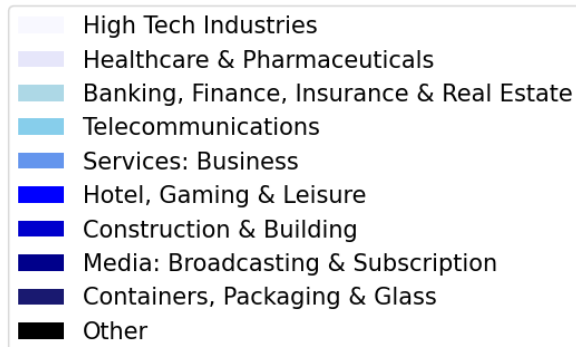 High Tech Industries
Healthcare & Pharmaceuticals
Banking, Finance, Insurance & Real Estate
Telecommunications
Services: Business
Hotel, Gaming & Leisure
Construction & Building
Media: Broadcasting & Subscription
Containers, Packaging & Glass
Other